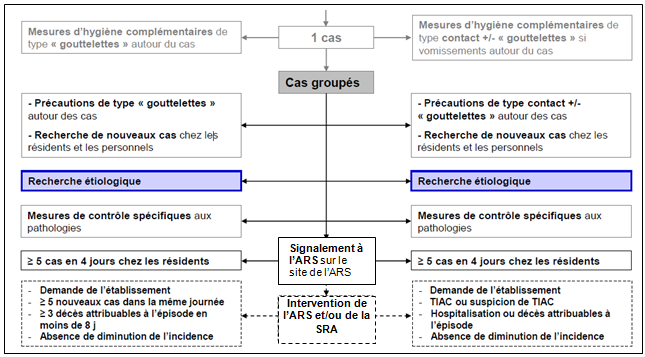 Mesures d'hygiène complémentaires de
type « gouttelettes » autour du cas
1 cas
Mesures d'hygiène complémentaires
de type contact +/- « gouttelettes » si
vomissements autour du cas
Cas groupés
- Précautions de type « gouttelettes »
autour des cas
- Recherche de nouveaux cas chez les
résidents et les personnels
- Précautions de type contact +/-
« gouttelettes » autour des cas
- Recherche de nouveaux cas chez les
résidents et les personnels
Recherche étiologique
Recherche étiologique
Mesures de contrôle spécifiques aux
pathologies
Mesures de contrôle spécifiques aux
pathologies
Signalement à
l'ARS sur le
site de l'ARS
≥ 5 cas en 4 jours chez les résidents
≥ 5 cas en 4 jours chez les résidents
- Demande de l'établissement
- ≥ 5 nouveaux cas dans la même journée
- ≥ 3 décès attribuables à l'épisode en
moins de 8 j
- Absence de diminution de l'incidence
Intervention de
l'ARS et/ou de la
SRA
- Demande de l'établissement
- TIAC ou suspicion de TIAC
- Hospitalisation ou décès attribuables à
l'épisode
- Absence de diminution de l'incidence